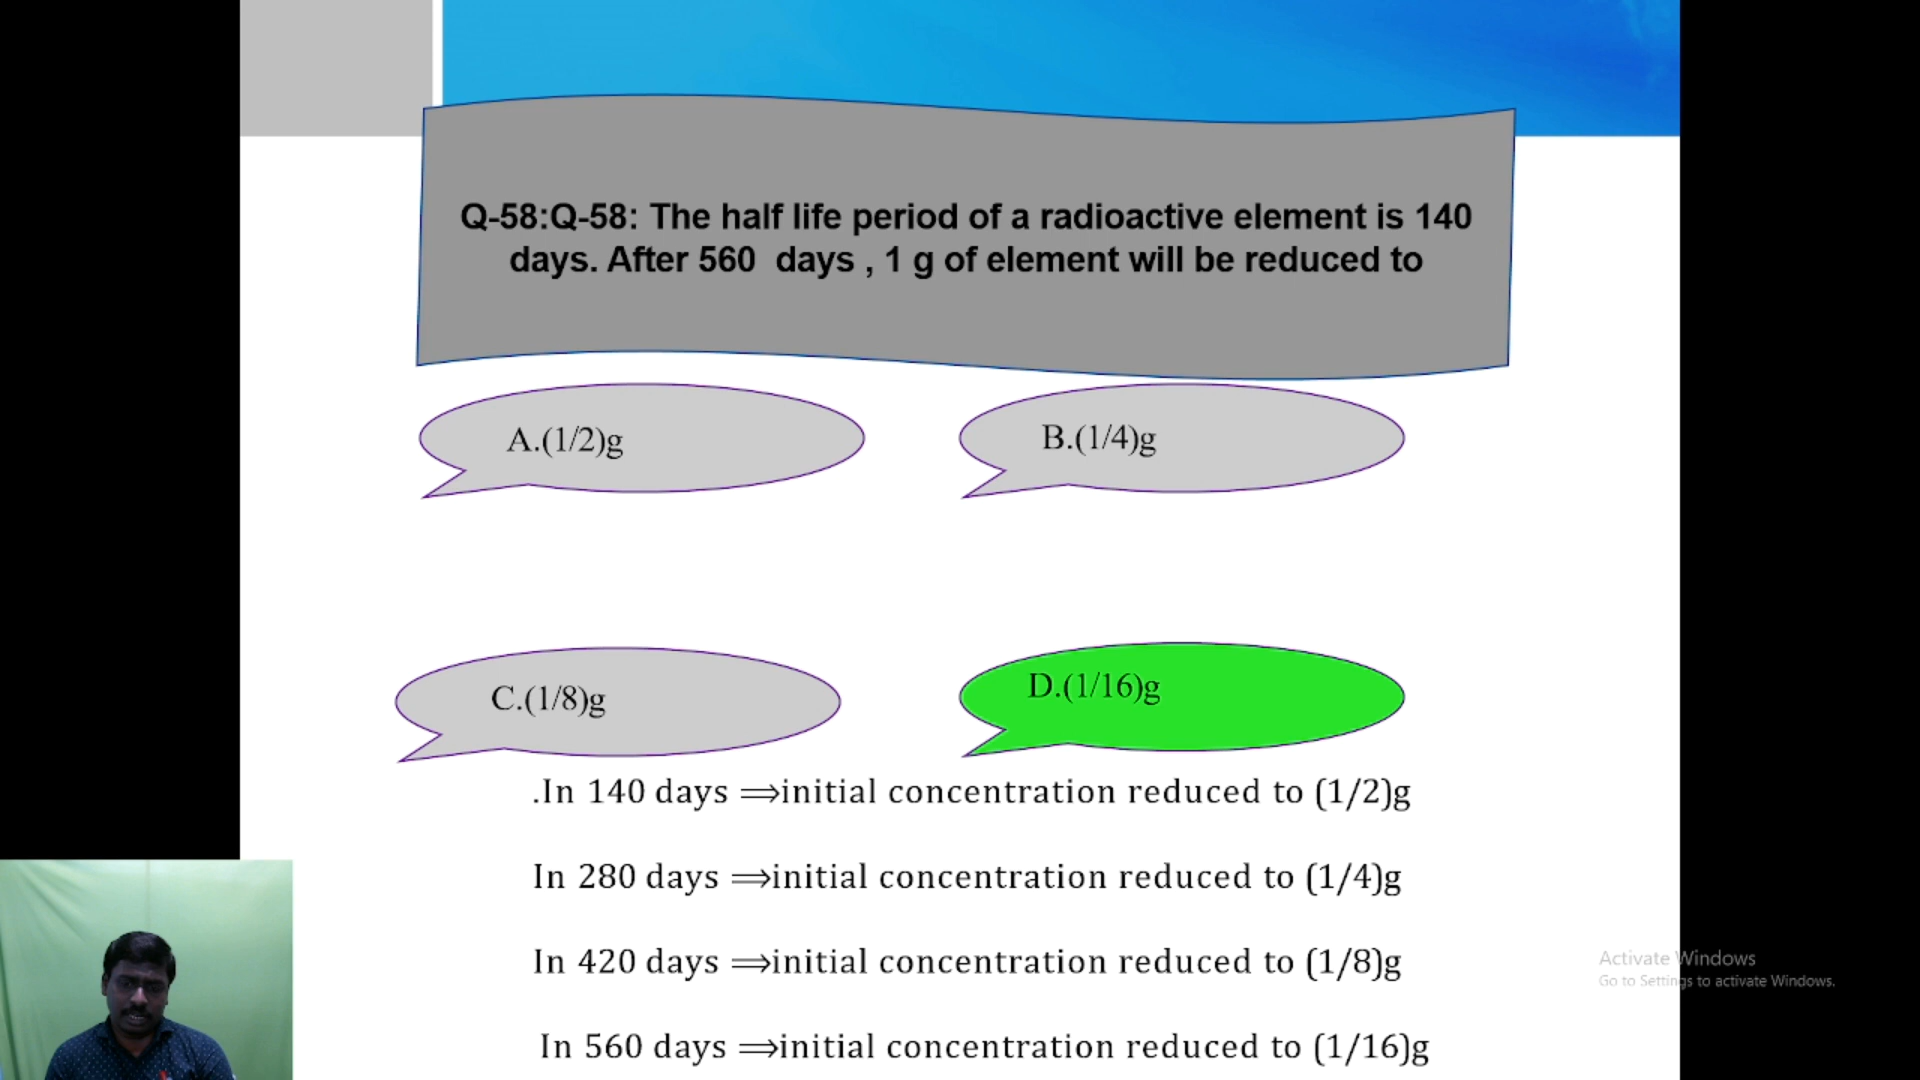 Q-58:Q-58: The half life period of a radioactive element is 140
days. After 560  days , 1 g of element will be reduced to
A.(1/2)g
B.(1/4)g
C.(1/8)g
D.(1/16)g
.In 140 days ⟹initial concentration reduced to (1/2)g
In 280 days ⟹initial concentration reduced to (1/4)g
In 420 days ⟹initial concentration reduced to (1/8)g
In 560 days ⟹initial concentration reduced to (1/16)g
Activate Windows
Go to Settings to activate Windows.